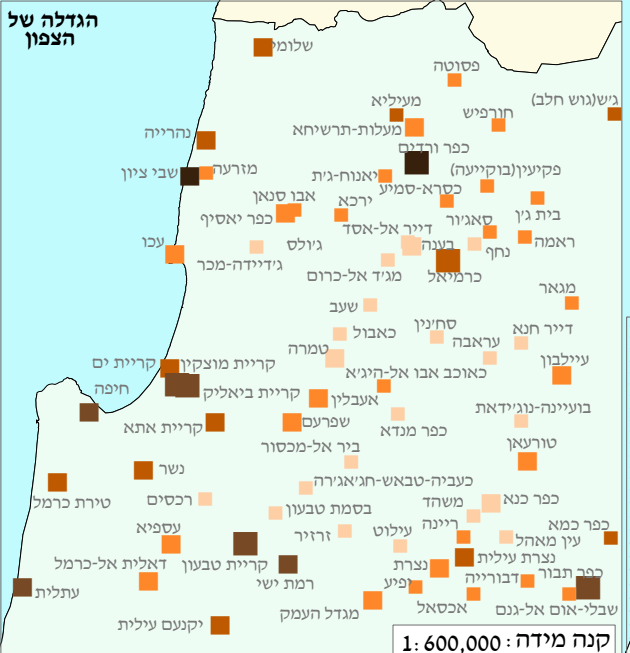 הגדלה של
הצפון
שלומי
פסוטה
ג׳ש(גוש חלב)
מעיליא
חורפיש
מעלות-תרשיחא
נהרייה
כפר ורדים
פקיעין(בוקייעה)
מזרעה
שבי ציון
יאנוח-ג׳ת
כסרא-סמיע
אבו סנאן
ירכא
בית ג׳ן
כפר יאסיף
סאג׳ור
דייר אל-אסד
ראמה
עכו
ג׳ולס
בענה
נחף
ג׳דיידה-מכר
מג׳ד אל-כרום
כרמיאל
מגאר
שעב
סח׳נין
דייר חנא
כאבול
עראבה
טמרה
עיילבון
קריית ים
קריית מוצקין
כאוכב אבו אל-היג׳א
חיפה
קריית ביאליק
אעבלין
בועיינה-נוג׳ידאת
קריית אתא
שפרעם
כפר מנדא
טורעאן
ביר אל-מכסור
נשר
כעביה-טבאש-חג׳אג׳רה
טירת כרמל
רכסים
כפר כנא
משהד
בסמת טבעון
עספיא
זרזיר
עילוט
ריינה
עין מאהל
כפר כמא
דאלית אל-כרמל
קריית טבעון
נצרת
נצרת עילית
כפר תבור
רמת ישי
יפיע
דבורייה
עתלית
מגדל העמק
אכסאל
שבלי-אום אל-גנם
יקנעם עילית
קנה מידה: 1:600,000